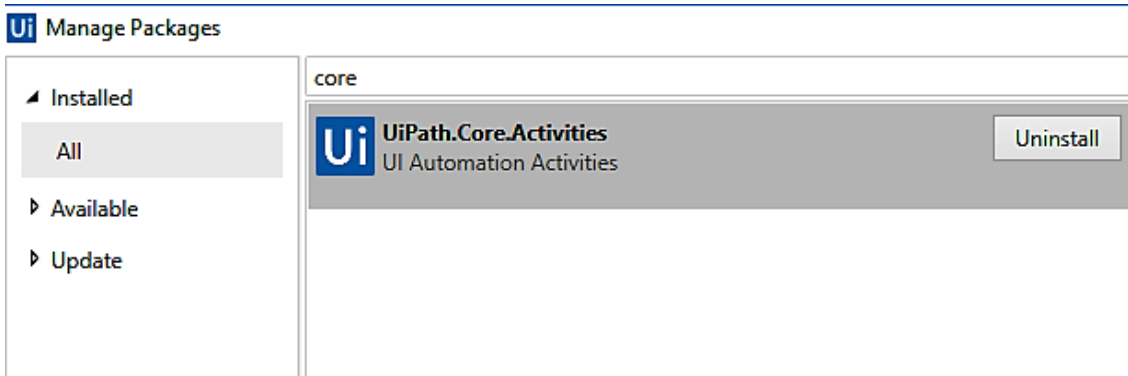 Ui Manage Packages
Installed
All
Available
Update
core
Ui
UiPath.Core.Activities
UI Automation Activities
Uninstall